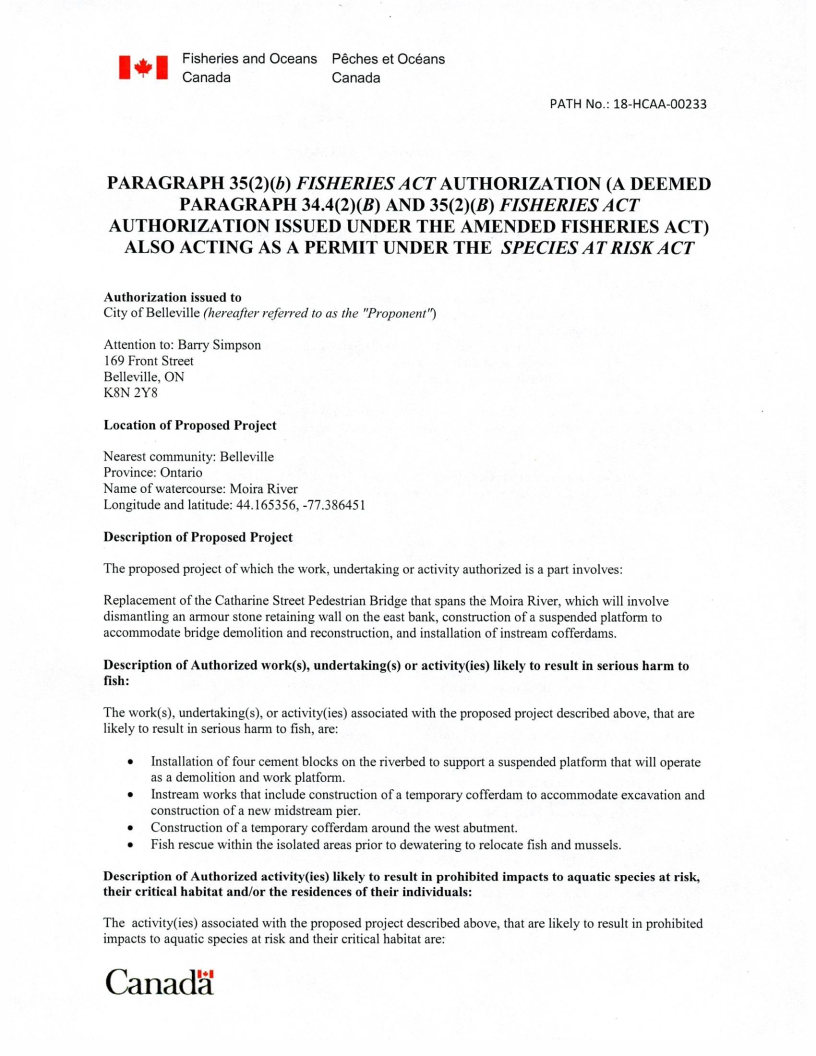 Fisheries and Oceans Pêches et Océans
Canada Canada
PATH No.: 18-HCAA-00233
PARAGRAPH 35(2)(b) FISHERIES ACT AUTHORIZATION (A DEEMED
PARAGRAPH 34.4(2)(B) AND 35(2)(B) FISHERIES ACT
AUTHORIZATION ISSUED UNDER THE AMENDED FISHERIES ACT)
ALSO ACTING AS A PERMIT UNDER THE SPECIES AT RISK ACT
Authorization issued to
City of Belleville (hereafter referred to as the "Proponent")
Attention to: Barry Simpson
169 Front Street
Belleville, ON
K8N 2Y8
Location of Proposed Project
Nearest community: Belleville
Province: Ontario
Name of watercourse: Moira River
Longitude and latitude: 44.165356, -77.386451
Description of Proposed Project
The proposed project of which the work, undertaking or activity authorized is a part involves:
Replacement of the Catharine Street Pedestrian Bridge that spans the Moira River, which will involve
dismantling an armour stone retaining wall on the east bank, construction of a suspended platform to
accommodate bridge demolition and reconstruction, and installation of instream cofferdams.
Description of Authorized work(s), undertaking(s) or activity(ies) likely to result in serious harm to
fish:
The work(s), undertaking(s), or activity(ies) associated with the proposed project described above, that are
likely to result in serious harm to fish, are:
• Installation of four cement blocks on the riverbed to support a suspended platform that will operate
as a demolition and work platform.
• Instream works that include construction of a temporary cofferdam to accommodate excavation and
construction of a new midstream pier.
• Construction of a temporary cofferdam around the west abutment.
• Fish rescue within the isolated areas prior to dewatering to relocate fish and mussels.
Description of Authorized activity(ies) likely to result in prohibited impacts to aquatic species at risk,
their critical habitat and/or the residences of their individuals:
The activity(ies) associated with the proposed project described above, that are likely to result in prohibited
impacts to aquatic species at risk and their critical habitat are:
Canada